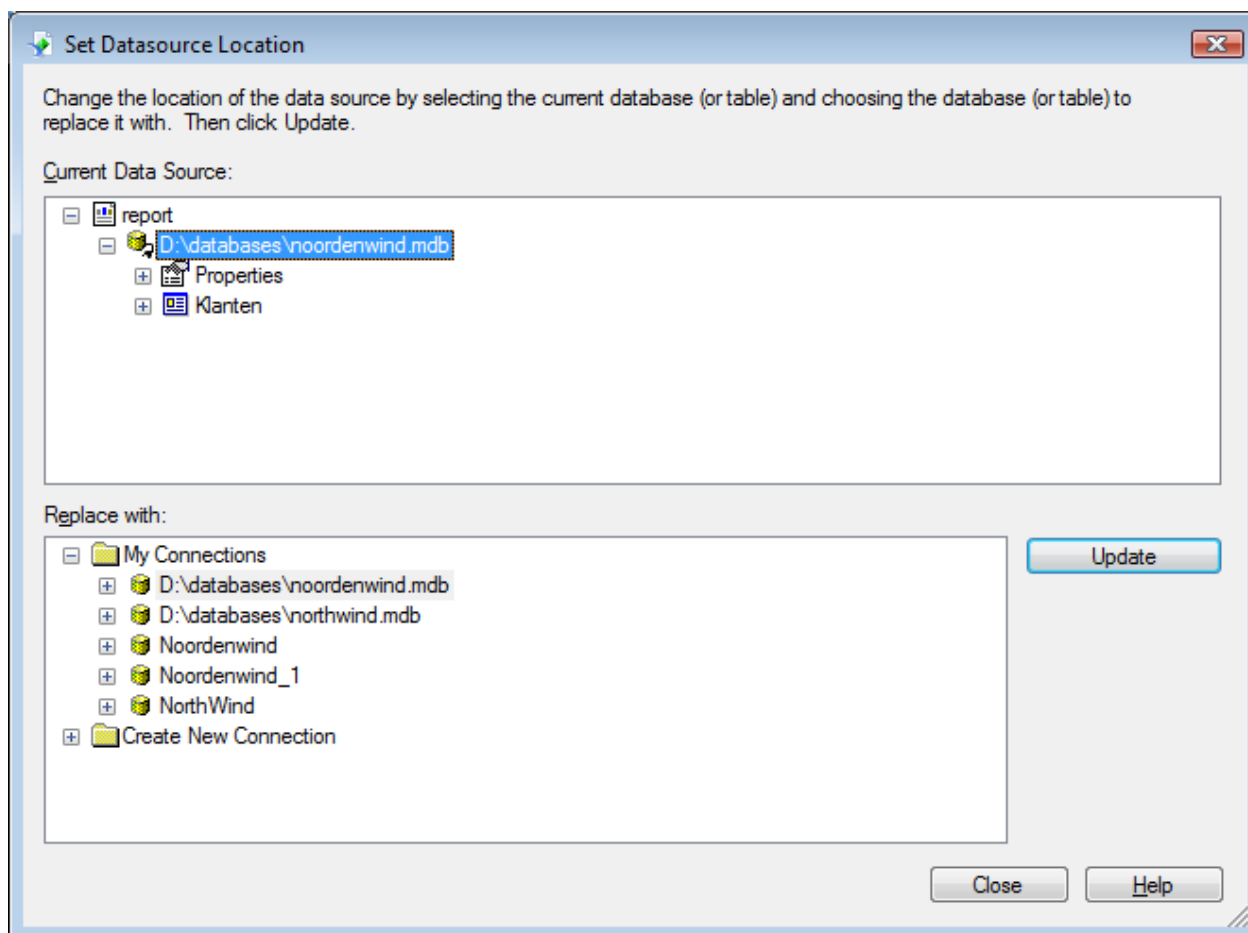 Set Datasource Location
Change the location of the data source by selecting the current database (or table) and choosing the database (or table) to
replace it with.  Then click Update.
Current Data Source:
report
D:\databases\noordenwind.mdb
Properties
Klanten
Replace with:
My Connections
D:\databases\noordenwind.mdb
D:\databases\northwind.mdb
Noordenwind
Noordenwind_1
NorthWind
Create New Connection
Update
Close
Help